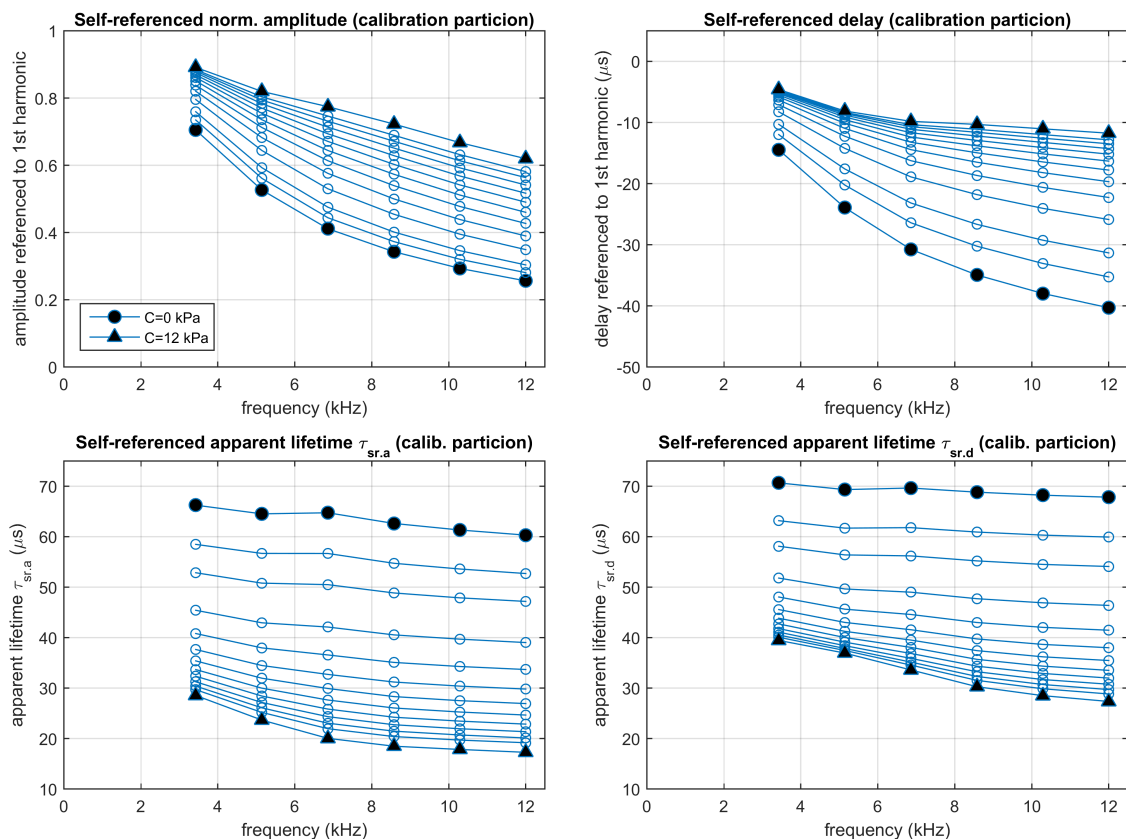 Self-referenced norm. amplitude (calibration particion)
amplitude referenced to 1st harmonic
1
0.8
0.6
0.4
0.2
0
C=0 kPa
C=12 kPa
0 2 4 6 8 10 12
frequency (kHz)
Self-referenced delay (calibration particion)
delay referenced to 1st harmonic (μs)
0
-10
-20
-30
-40
-50
0 2 4 6 8 10 12
frequency (kHz)
Self-referenced apparent lifetime τsr.a (calib. particion)
apparent lifetime τsr.a (μs)
70
60
50
40
30
20
10
0 2 4 6 8 10 12
frequency (kHz)
Self-referenced apparent lifetime τsr.d (calib. particion)
apparent lifetime τsr.d (μs)
70
60
50
40
30
20
10
0 2 4 6 8 10 12
frequency (kHz)